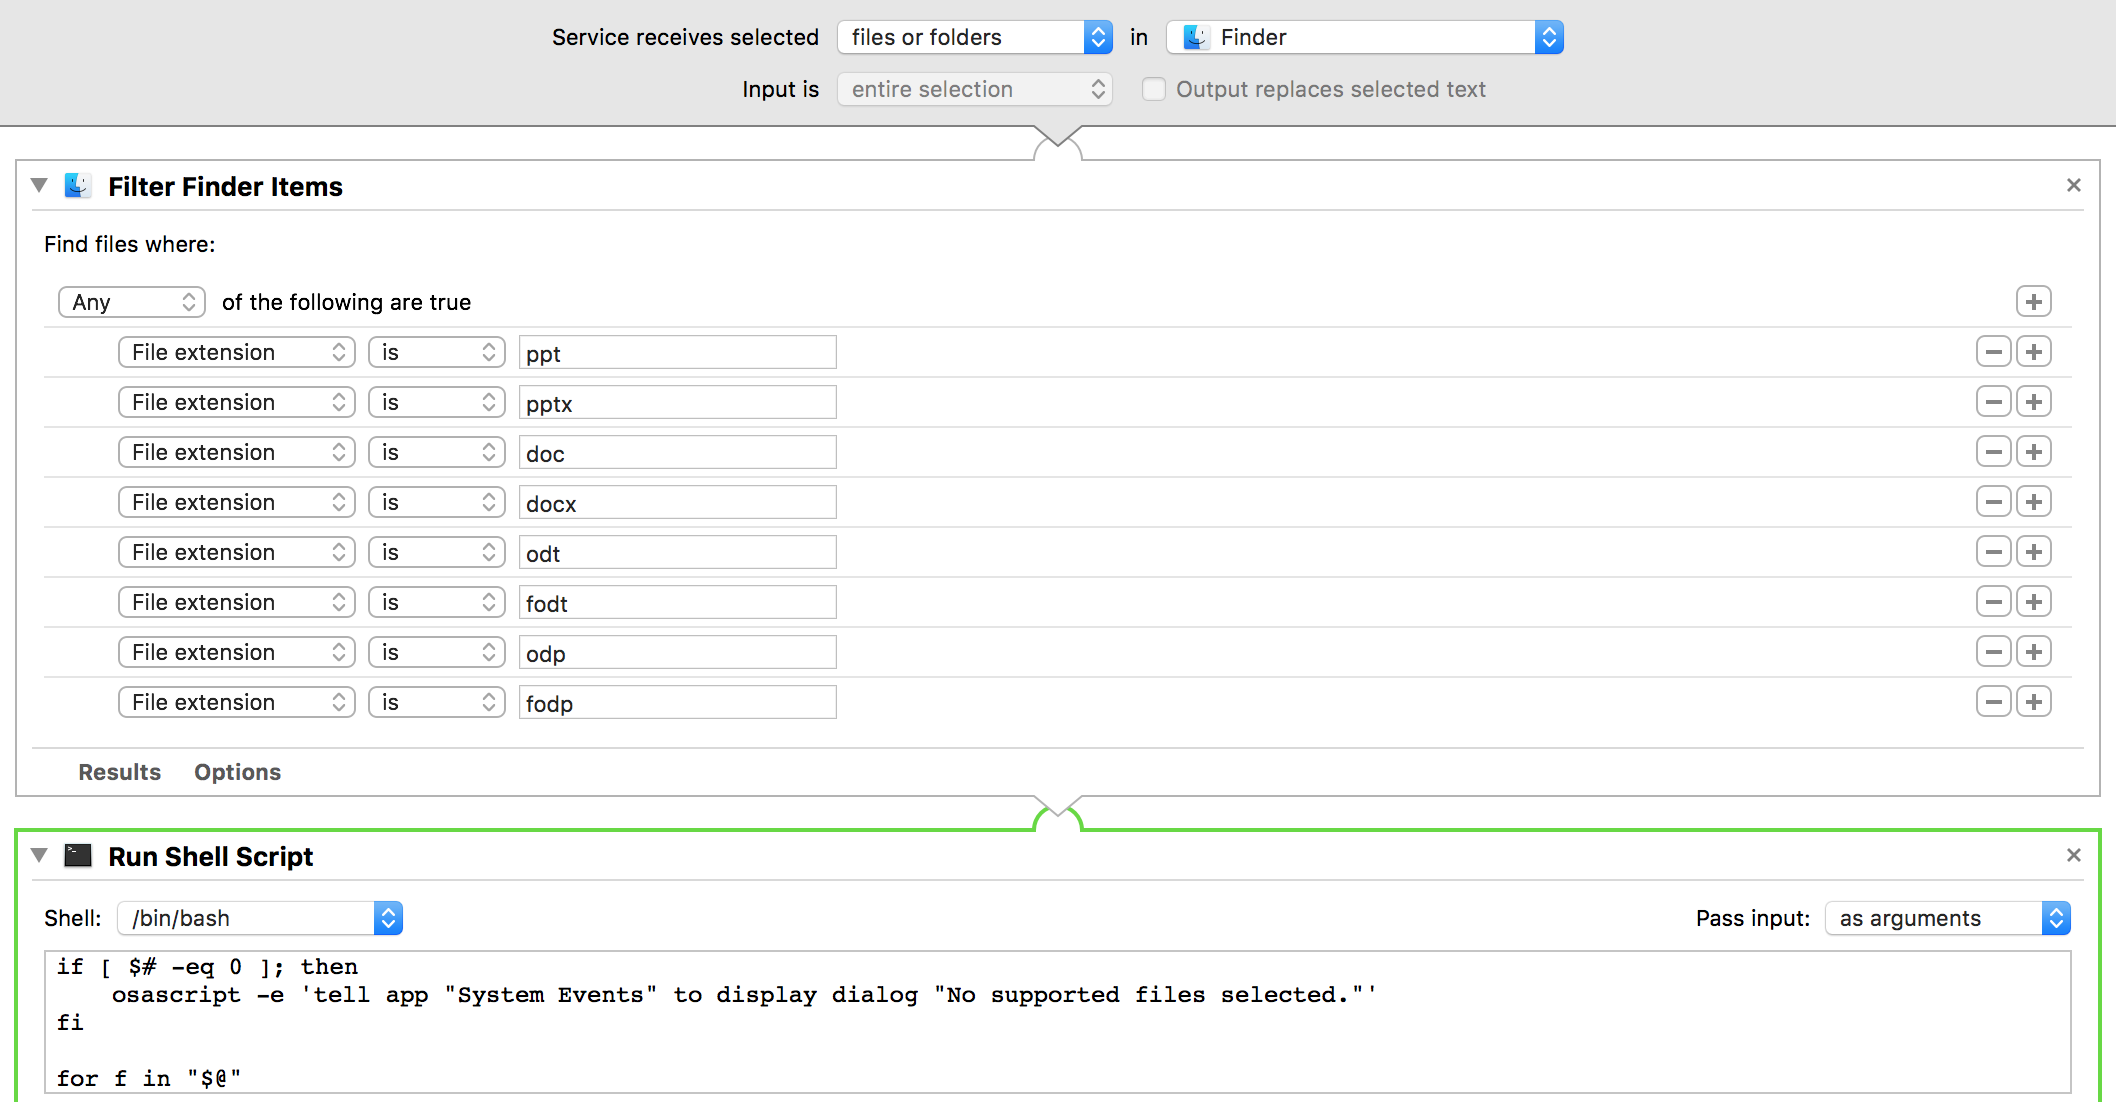 Service receives selected files or folders in Finder
Input is entire selection Output replaces selected text
Filter Finder Items
Find files where:
Any of the following are true
File extension is ppt
File extension is pptx
File extension is doc
File extension is docx
File extension is odt
File extension is fodt
File extension is odp
File extension is fodp
Results Options
Run Shell Script
Shell: /bin/bash Pass input: as arguments
if [ $# -eq 0 ]; then
    osascript -e 'tell app "System Events" to display dialog "No supported files selected."'
fi
for f in "$@"